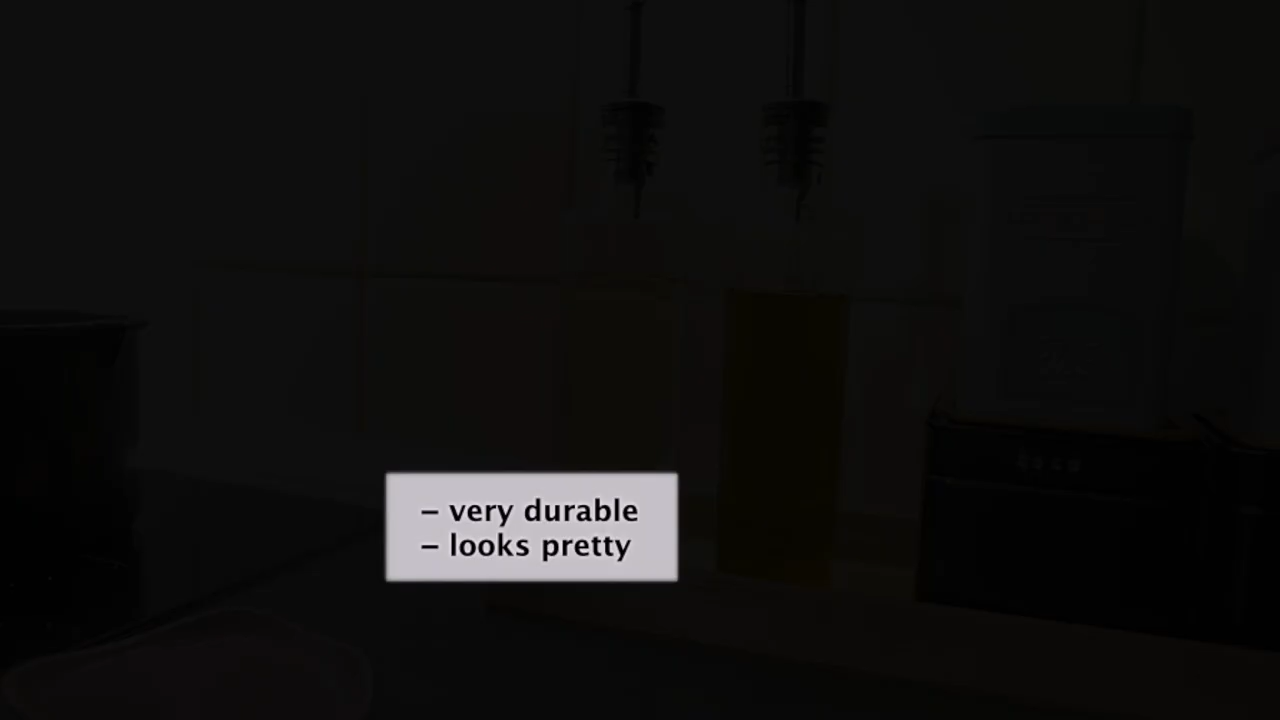 – very durable
– looks pretty